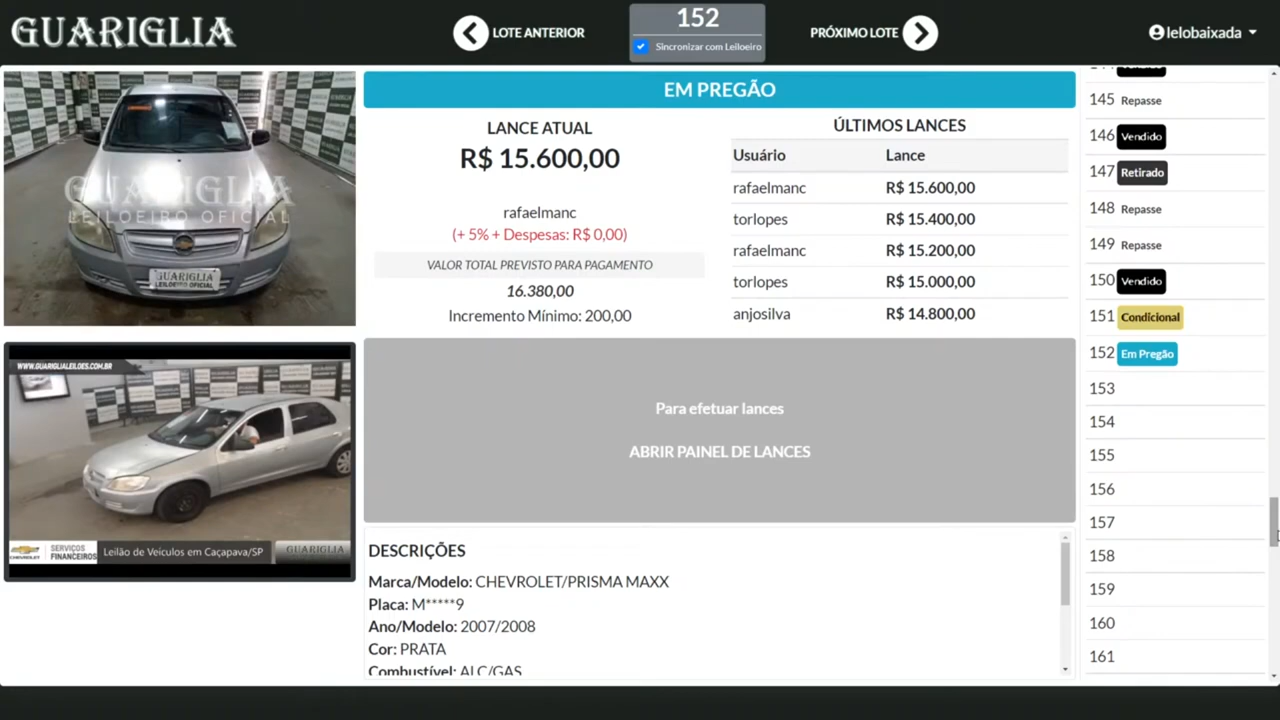 GUARIGLIA
LOTE ANTERIOR
152
Sincronizar com Leiloeiro
PRÓXIMO LOTE
lelobaixada
GUARIGLIA
LEILOEIRO OFICIAL
GUARIGLIA
LEILOEIRO OFICIAL
EM PREGÃO
LANCE ATUAL
R$ 15.600,00
rafaelmanc
(+ 5% + Despesas: R$ 0,00)
VALOR TOTAL PREVISTO PARA PAGAMENTO
16.380,00
Incremento Mínimo: 200,00
ÚLTIMOS LANCES
Usuário Lance
rafaelmanc R$ 15.600,00
torlopes R$ 15.400,00
rafaelmanc R$ 15.200,00
torlopes R$ 15.000,00
anjosilva R$ 14.800,00
WWW.GUARIGLIALEILOES.COM.BR
CHEVROLET
SERVIÇOS
FINANCEIROS
Leilão de Veiculos em Caçapava/SP
GUARIGLIA
Para efetuar lances
ABRIR PAINEL DE LANCES
DESCRIÇÕES
Marca/Modelo: CHEVROLET/PRISMA MAXX
Placa: M*****9
Ano/Modelo: 2007/2008
Cor: PRATA
Combustível: ALC/GAS
145 Repasse
146 Vendido
147 Retirado
148 Repasse
149 Repasse
150 Vendido
151 Condicional
152 Em Pregão
153
154
155
156
157
158
159
160
161